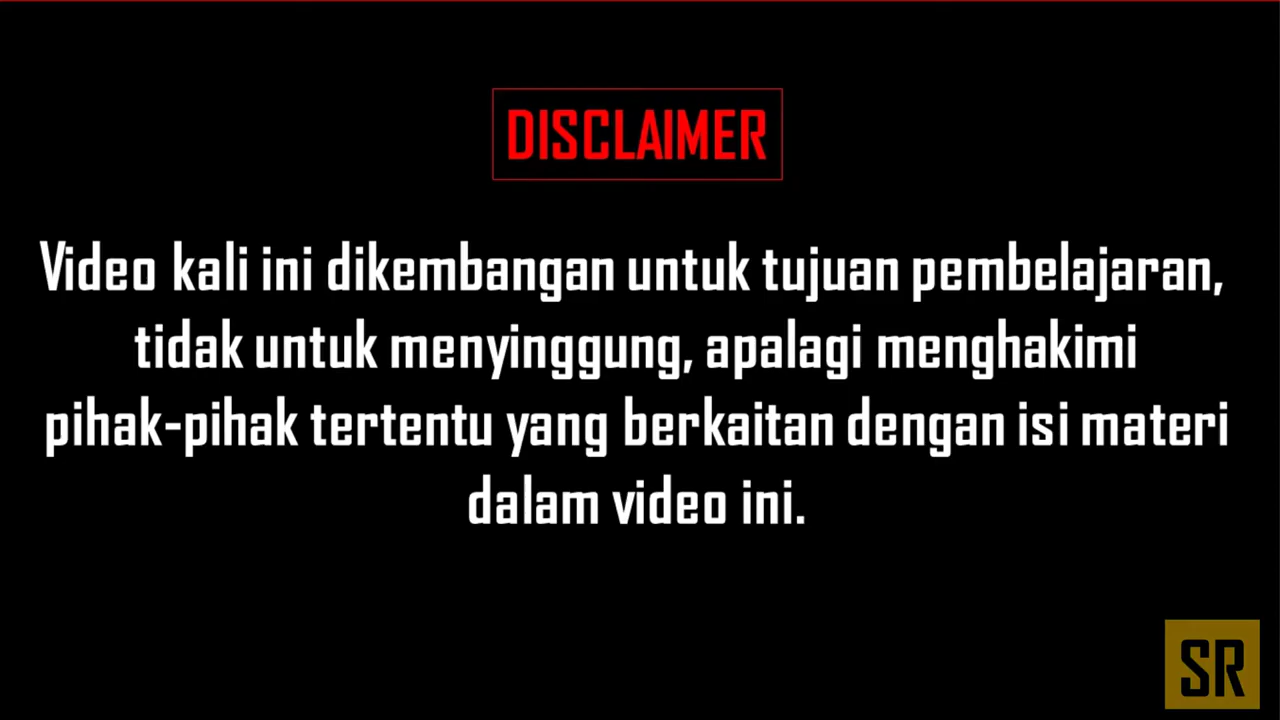 DISCLAIMER
Video kali ini dikembangan untuk tujuan pembelajaran,
tidak untuk menyinggung, apalagi menghakimi
pihak-pihak tertentu yang berkaitan dengan isi materi
dalam video ini.
SR